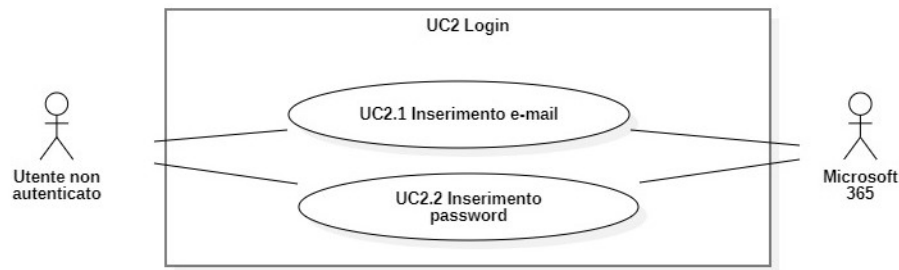 UC2 Login
UC2.1 Inserimento e-mail
Utente non
autenticato
UC2.2 Inserimento
password
Microsoft
365